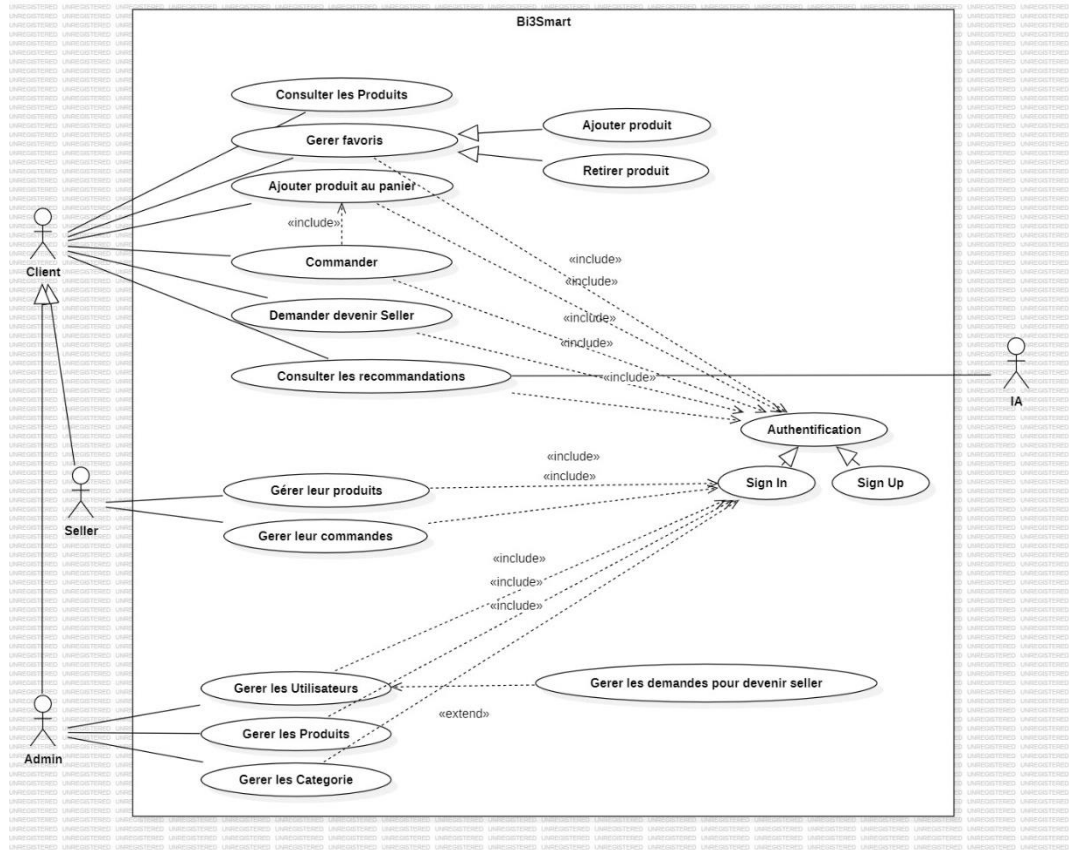 Bi3Smart
Consulter les Produits
Gerer favoris
Ajouter produit
Retirer produit
Ajouter produit au panier
«include»
Commander
«include»
«include»
Demander devenir Seller
«include»
«include»
Consulter les recommandations
«include»
Client
IA
Authentification
Sign In
Sign Up
Gérer leur produits
«include»
«include»
Gerer leur commandes
Seller
«include»
«include»
«include»
Gerer les Utilisateurs
Gerer les demandes pour devenir seller
«extend»
Gerer les Produits
Gerer les Categorie
Admin
UNREGISTERED